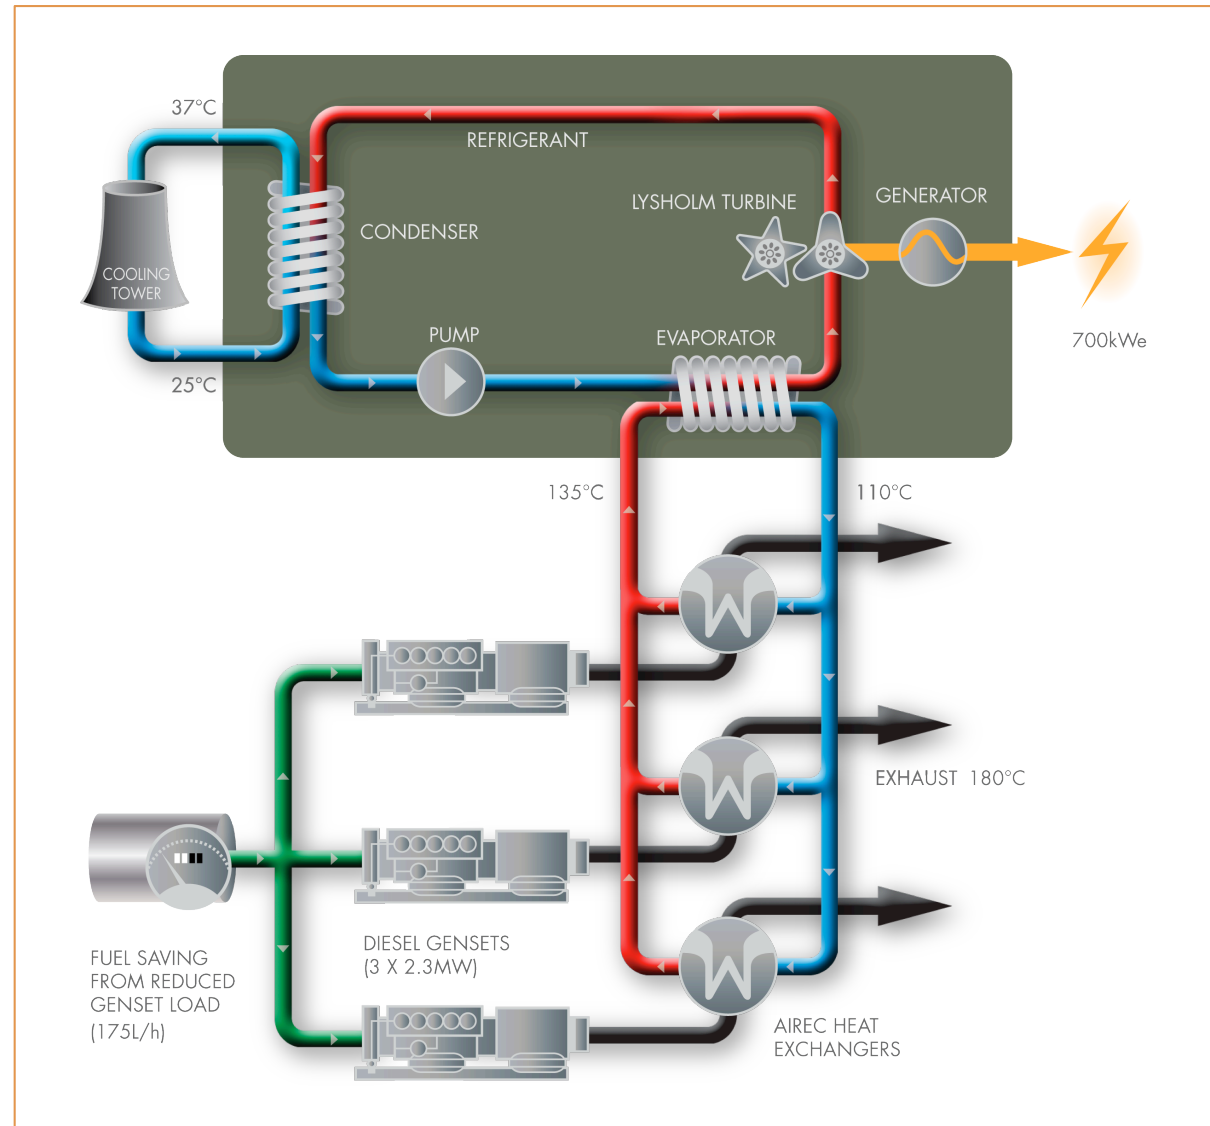 37°C
REFRIGERANT
LYSHOLM TURBINE
GENERATOR
CONDENSER
COOLING
TOWER
PUMP
EVAPORATOR
700kWe
25°C
135°C
110°C
EXHAUST 180°C
FUEL SAVING
FROM REDUCED
GENSET LOAD
(175L/h)
DIESEL GENSETS
(3 X 2.3MW)
AIREC HEAT
EXCHANGERS